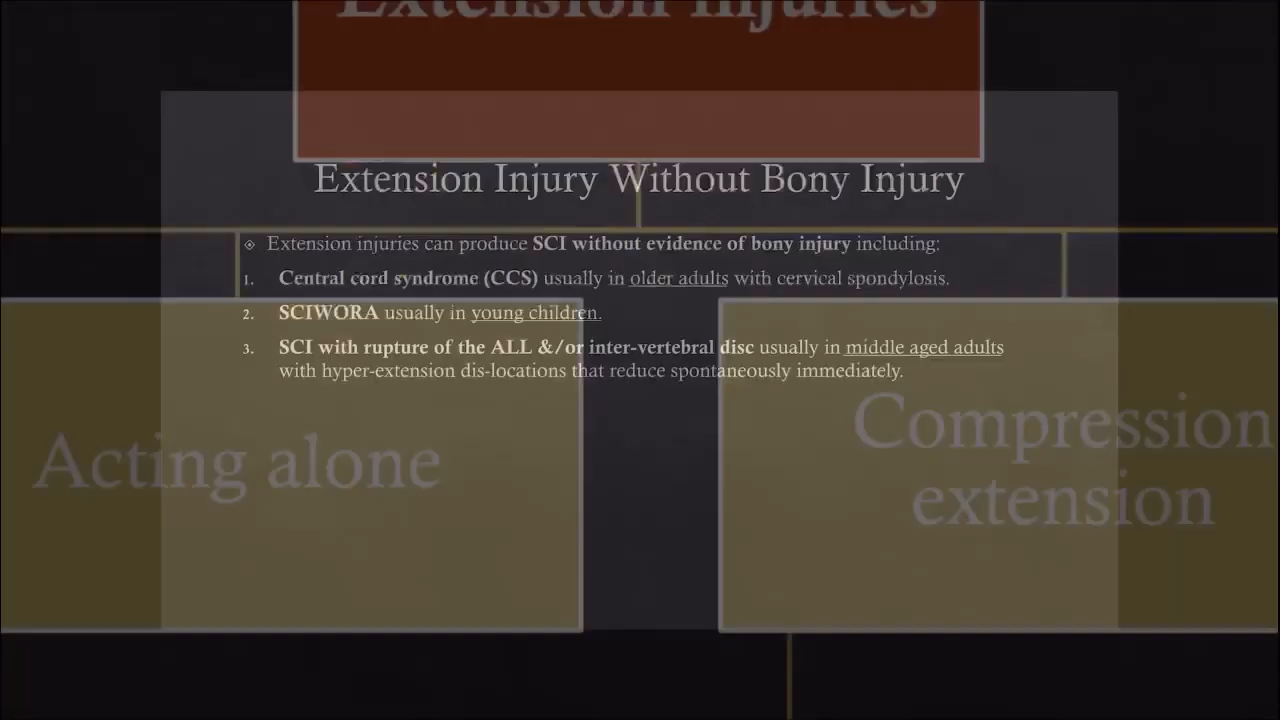 Extension Injuries
Extension Injury Without Bony Injury
Extension injuries can produce SCI without evidence of bony injury including:
1. Central cord syndrome (CCS) usually in older adults with cervical spondylosis.
2. SCIWORA usually in young children.
3. SCI with rupture of the ALL &/or inter-vertebral disc usually in middle aged adults
with hyper-extension dis-locations that reduce spontaneously immediately.
Acting alone
Compression
extension